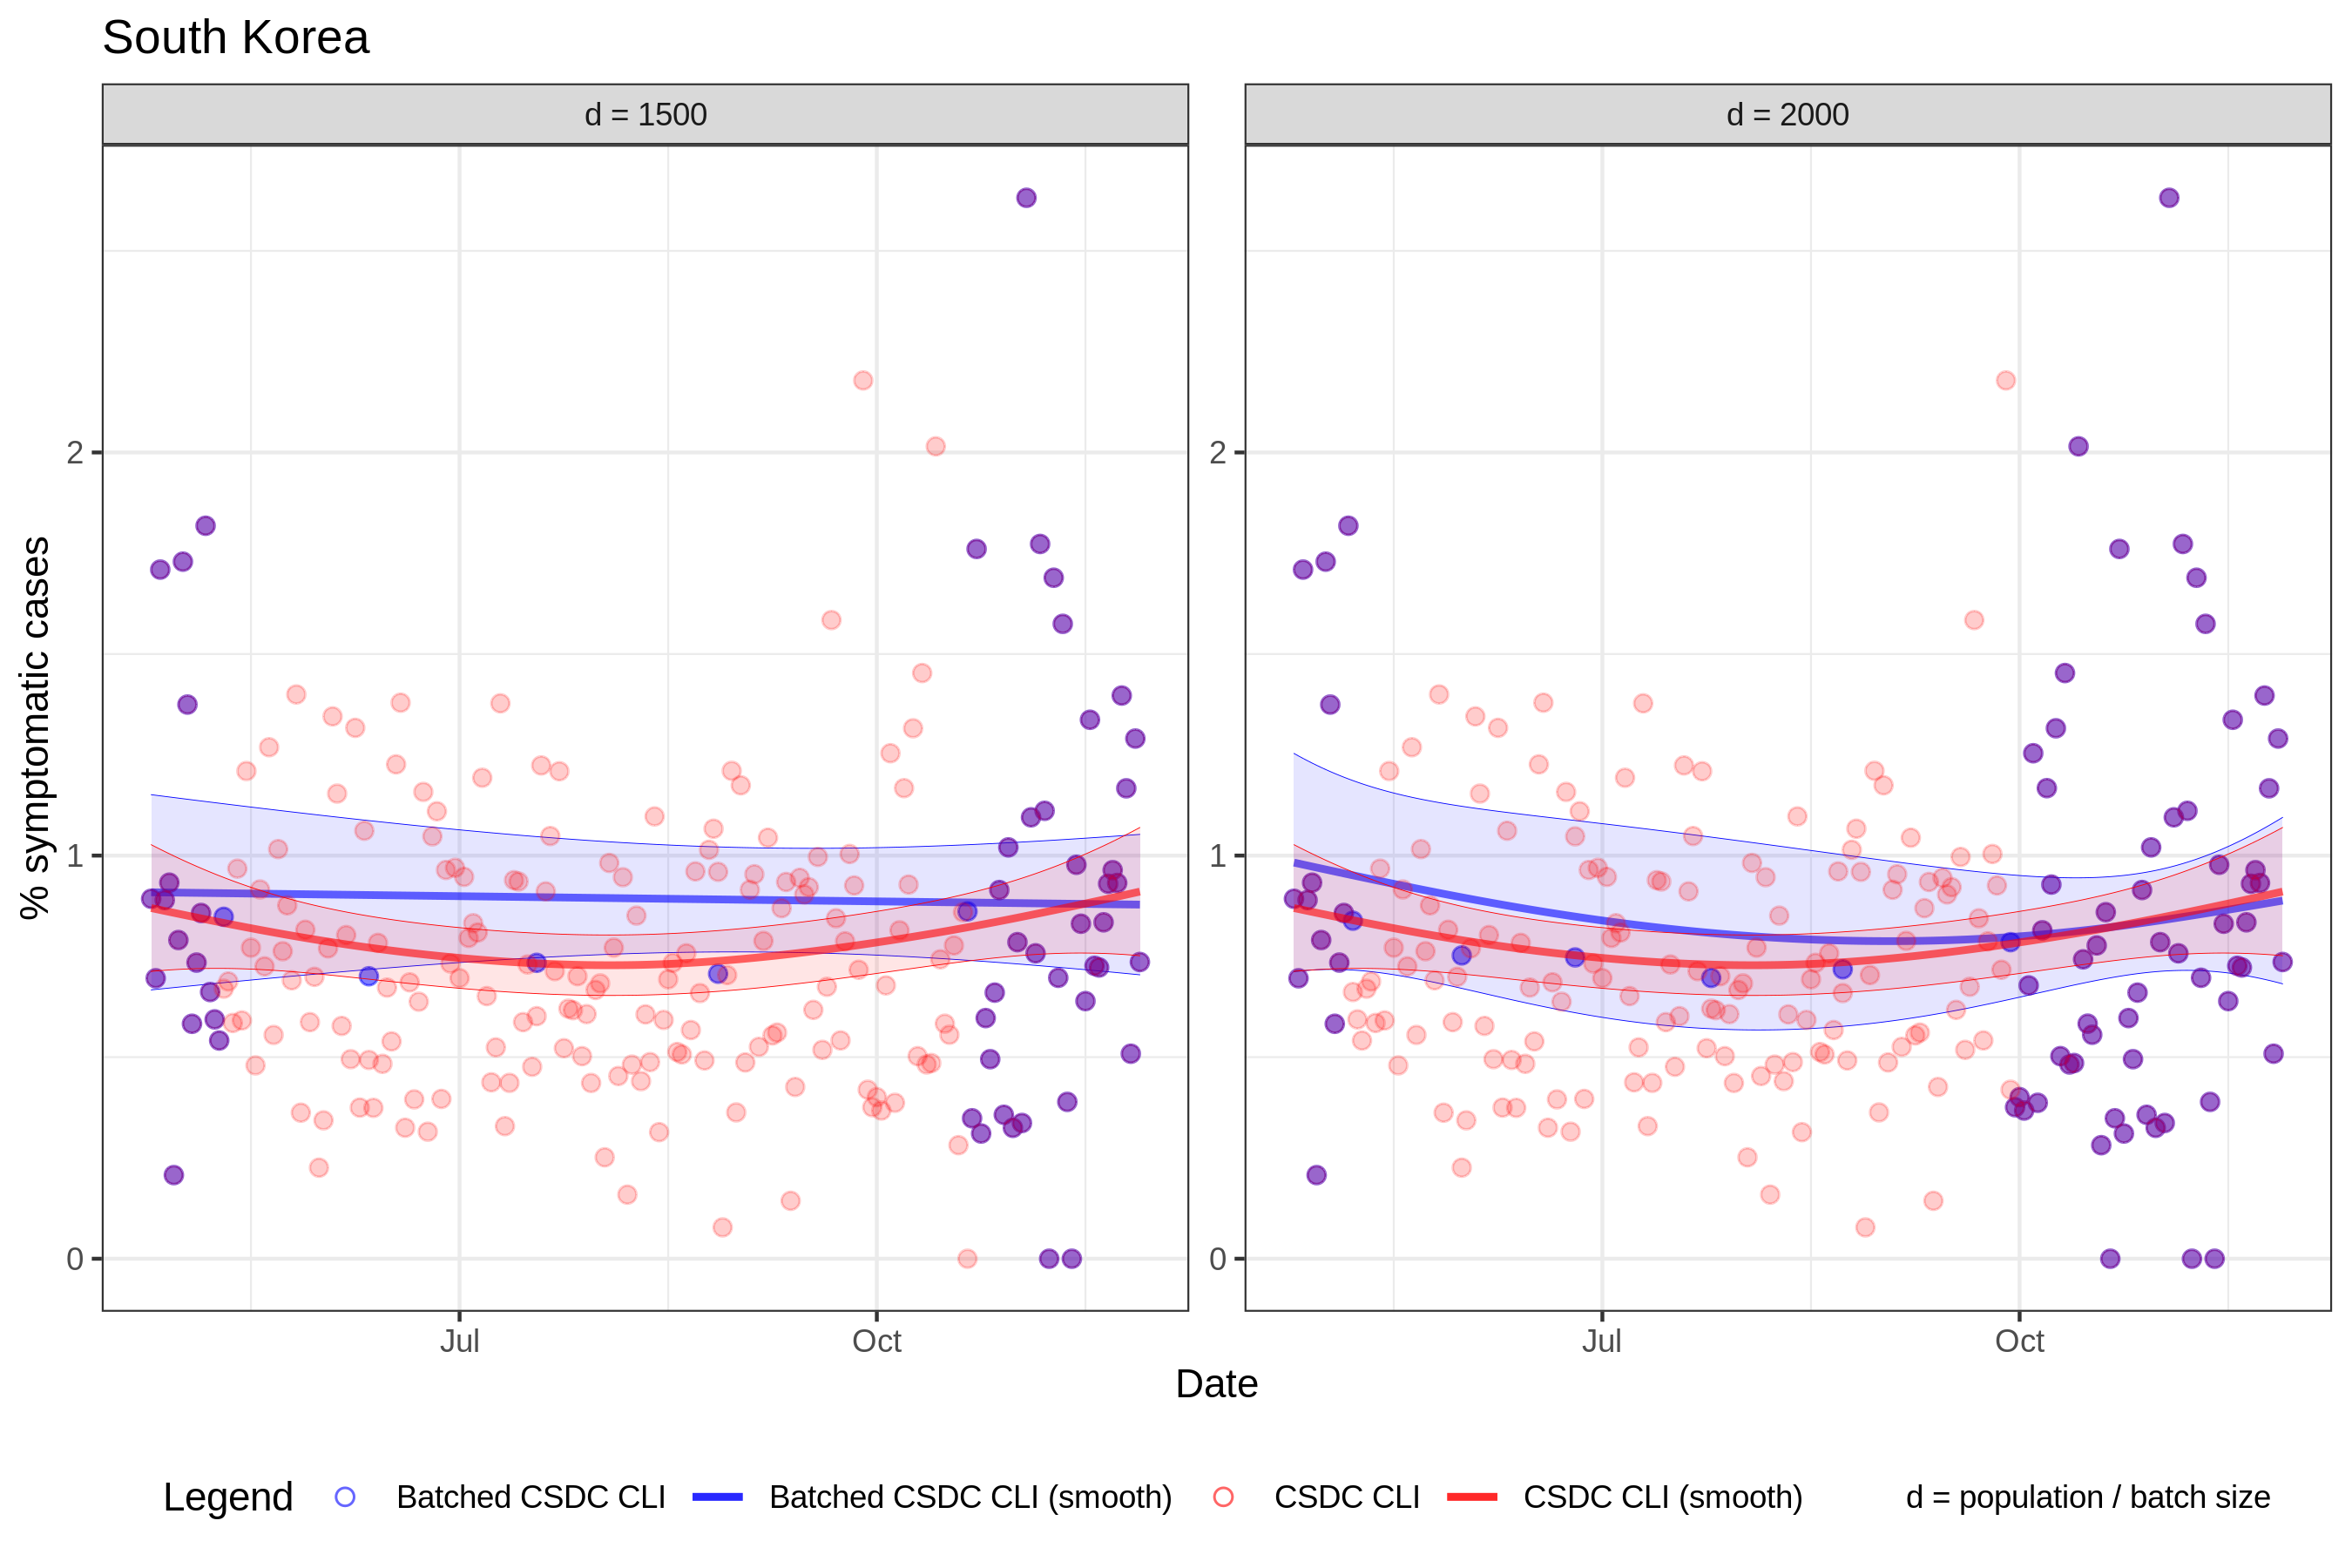 South Korea
d = 1500
d = 2000
% symptomatic cases
2
1
0
2
1
0
Jul
Oct
Jul
Oct
Date
Legend
Batched CSDC CLI
Batched CSDC CLI (smooth)
CSDC CLI
CSDC CLI (smooth)
d = population / batch size